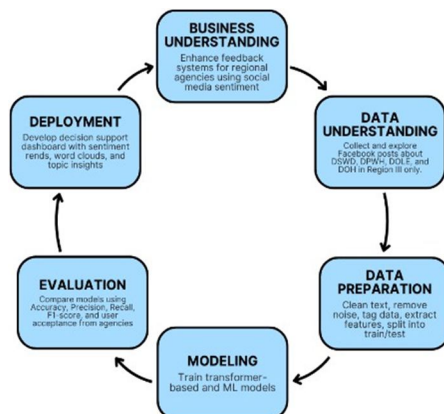 BUSINESS
UNDERSTANDING
Enhance feedback
systems for regional
agencies using social
media sentiment
DATA
UNDERSTANDING
Collect and explore
Facebook posts about
DSWD, DPWH, DOLE, and
DOH in Region III only.
DATA
PREPARATION
Clean text, remove
noise, tag data, extract
features, split into
train/test
MODELING
Train transformer-
based and ML models
EVALUATION
Compare models using
Accuracy, Precision, Recall,
F1-score, and user
acceptance from agencies
DEPLOYMENT
Develop decision support
dashboard with sentiment
rends, word clouds, and
topic insights